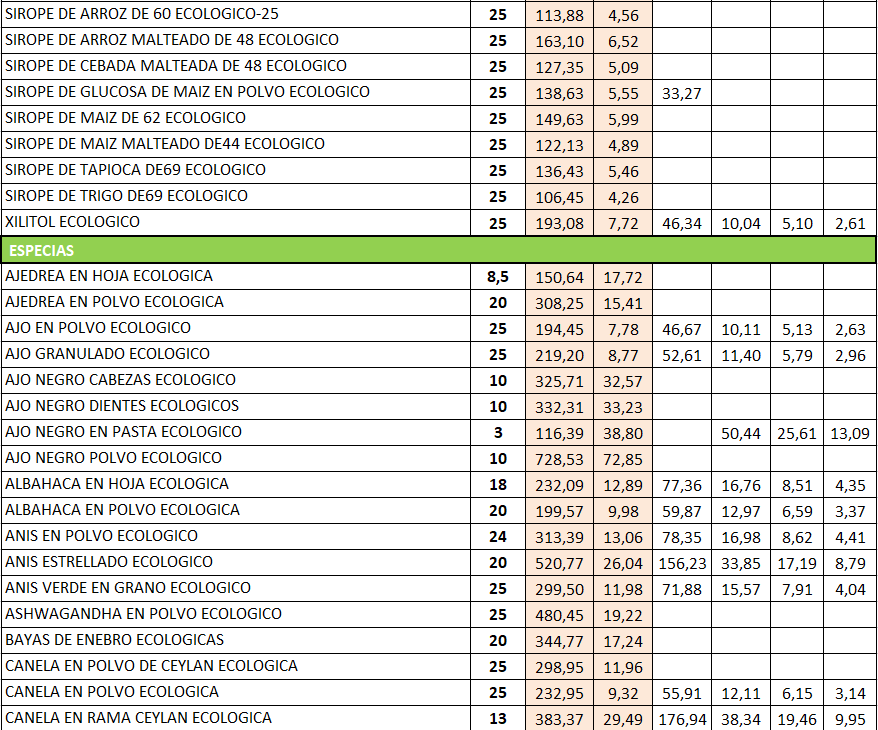 SIROPE DE ARROZ DE 60 ECOLOGICO-25 25 113,88 4,56
SIROPE DE ARROZ MALTEADO DE 48 ECOLOGICO 25 163,10 6,52
SIROPE DE CEBADA MALTEADA DE 48 ECOLOGICO 25 127,35 5,09
SIROPE DE GLUCOSA DE MAIZ EN POLVO ECOLOGICO 25 138,63 5,55 33,27
SIROPE DE MAIZ DE 62 ECOLOGICO 25 149,63 5,99
SIROPE DE MAIZ MALTEADO DE44 ECOLOGICO 25 122,13 4,89
SIROPE DE TAPIOCA DE69 ECOLOGICO 25 136,43 5,46
SIROPE DE TRIGO DE69 ECOLOGICO 25 106,45 4,26
XILITOL ECOLOGICO 25 193,08 7,72 46,34 10,04 5,10 2,61
ESPECIAS
AJEDREA EN HOJA ECOLOGICA 8,5 150,64 17,72
AJEDREA EN POLVO ECOLOGICA 20 308,25 15,41
AJO EN POLVO ECOLOGICO 25 194,45 7,78 46,67 10,11 5,13 2,63
AJO GRANULADO ECOLOGICO 25 219,20 8,77 52,61 11,40 5,79 2,96
AJO NEGRO CABEZAS ECOLOGICO 10 325,71 32,57
AJO NEGRO DIENTES ECOLOGICOS 10 332,31 33,23
AJO NEGRO EN PASTA ECOLOGICO 3 116,39 38,80 50,44 25,61 13,09
AJO NEGRO POLVO ECOLOGICO 10 728,53 72,85
ALBAHACA EN HOJA ECOLOGICA 18 232,09 12,89 77,36 16,76 8,51 4,35
ALBAHACA EN POLVO ECOLOGICA 20 199,57 9,98 59,87 12,97 6,59 3,37
ANIS EN POLVO ECOLOGICO 24 313,39 13,06 78,35 16,98 8,62 4,41
ANIS ESTRELLADO ECOLOGICO 20 520,77 26,04 156,23 33,85 17,19 8,79
ANIS VERDE EN GRANO ECOLOGICO 25 299,50 11,98 71,88 15,57 7,91 4,04
ASHWAGANDHA EN POLVO ECOLOGICO 25 480,45 19,22
BAYAS DE ENEBRO ECOLOGICAS 20 344,77 17,24
CANELA EN POLVO DE CEYLAN ECOLOGICA 25 298,95 11,96
CANELA EN POLVO ECOLOGICA 25 232,95 9,32 55,91 12,11 6,15 3,14
CANELA EN RAMA CEYLAN ECOLOGICA 13 383,37 29,49 176,94 38,34 19,46 9,95